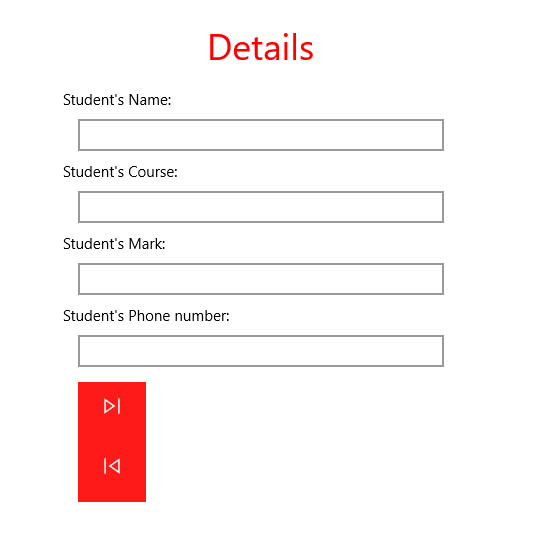 Details
Student's Name:
Student's Course:
Student's Mark:
Student's Phone number: